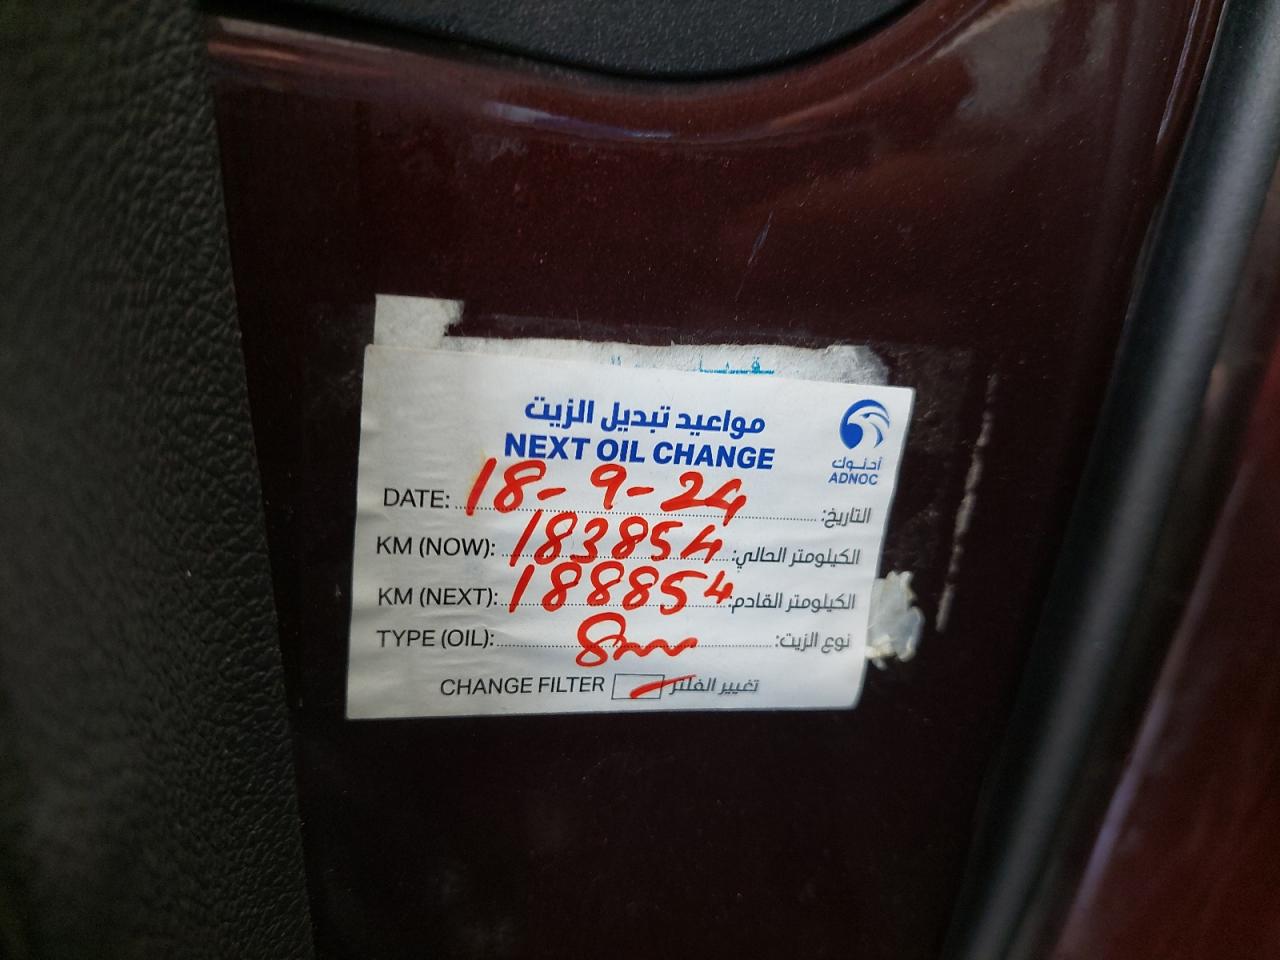 مواعيد تبديل الزيت
NEXT OIL CHANGE
أدنوك
ADNOC
DATE: 18-9-24 التاريخ:
KM (NOW): 183854 الكيلومتر الحالي:
KM (NEXT): 188854 الكيلومتر القادم:
TYPE (OIL): نوع الزيت:
CHANGE FILTER تغيير الفلتر